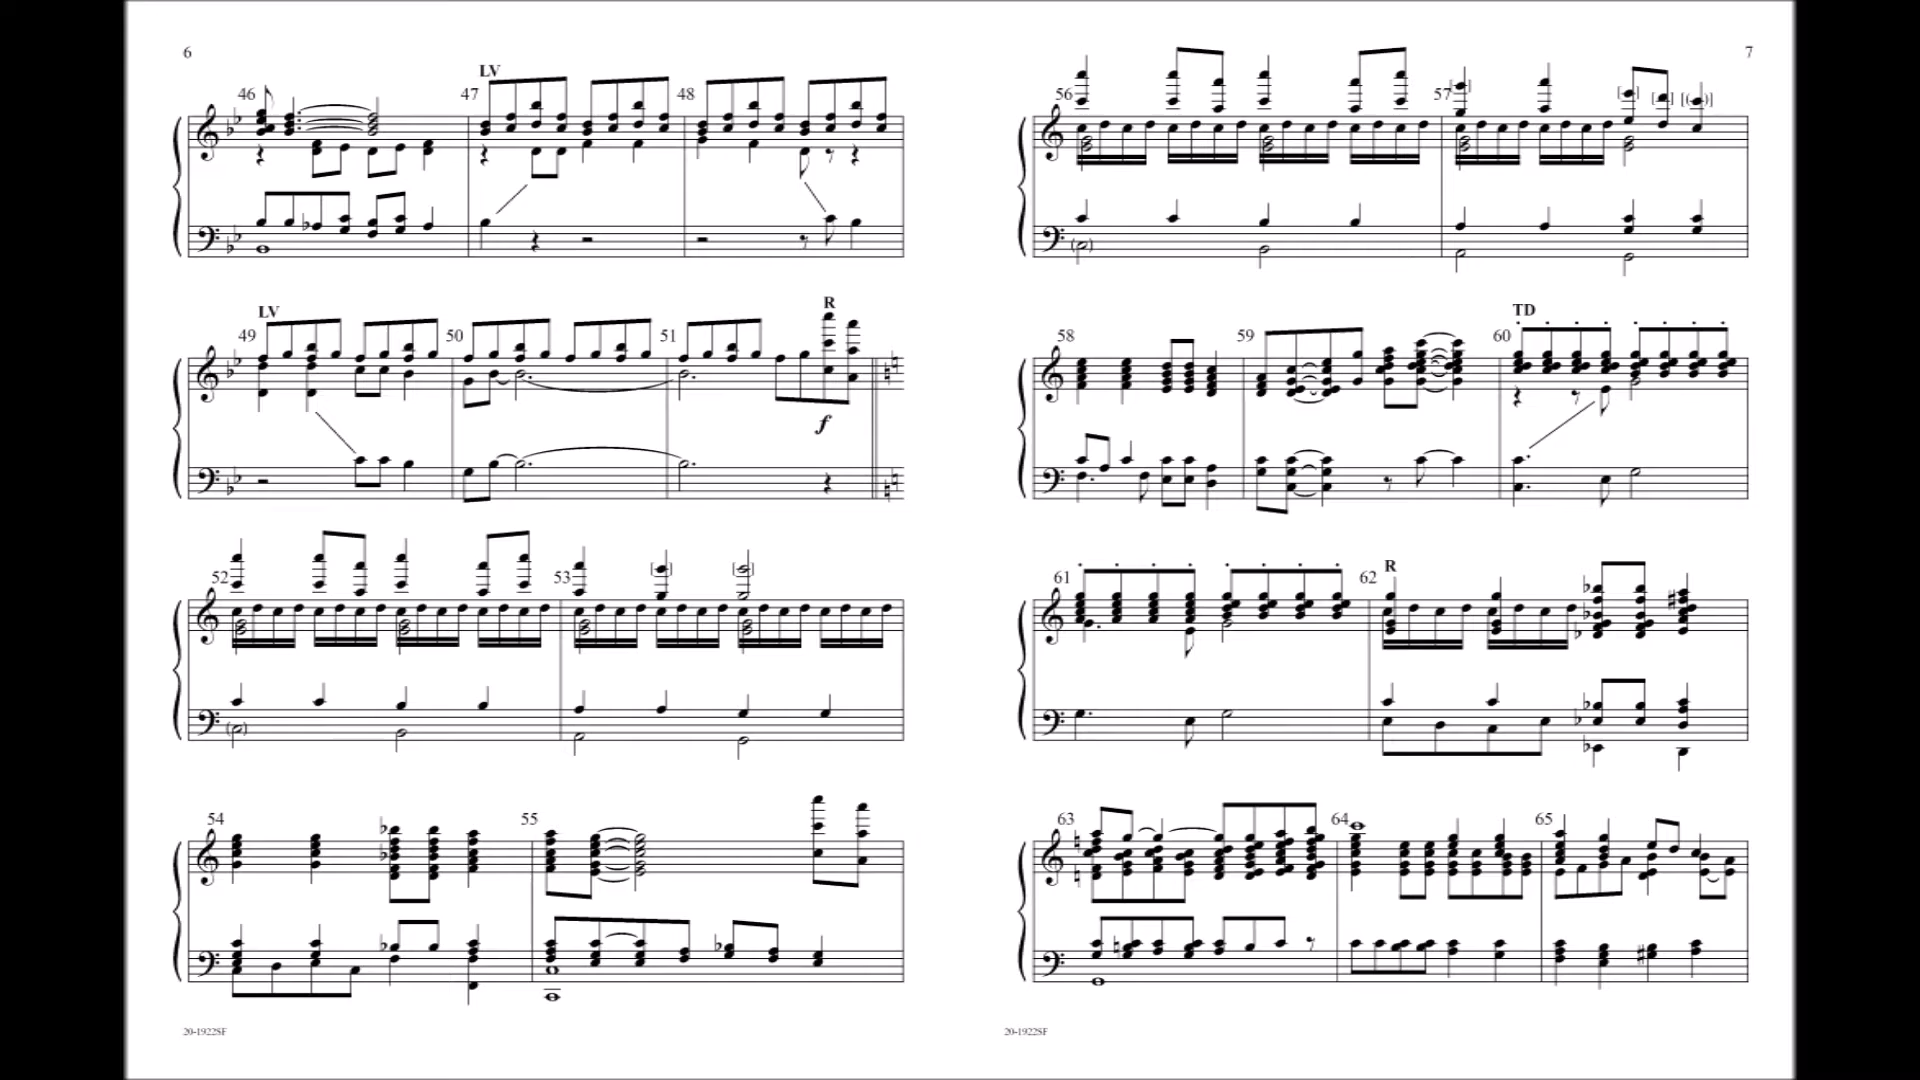 6
46 LV 47 48
LV 49 50 51 R
f
52 53
54 55
20-1922SF
7
56 57
58 59 TD 60
61 R 62
63 64 65
20-1922SF